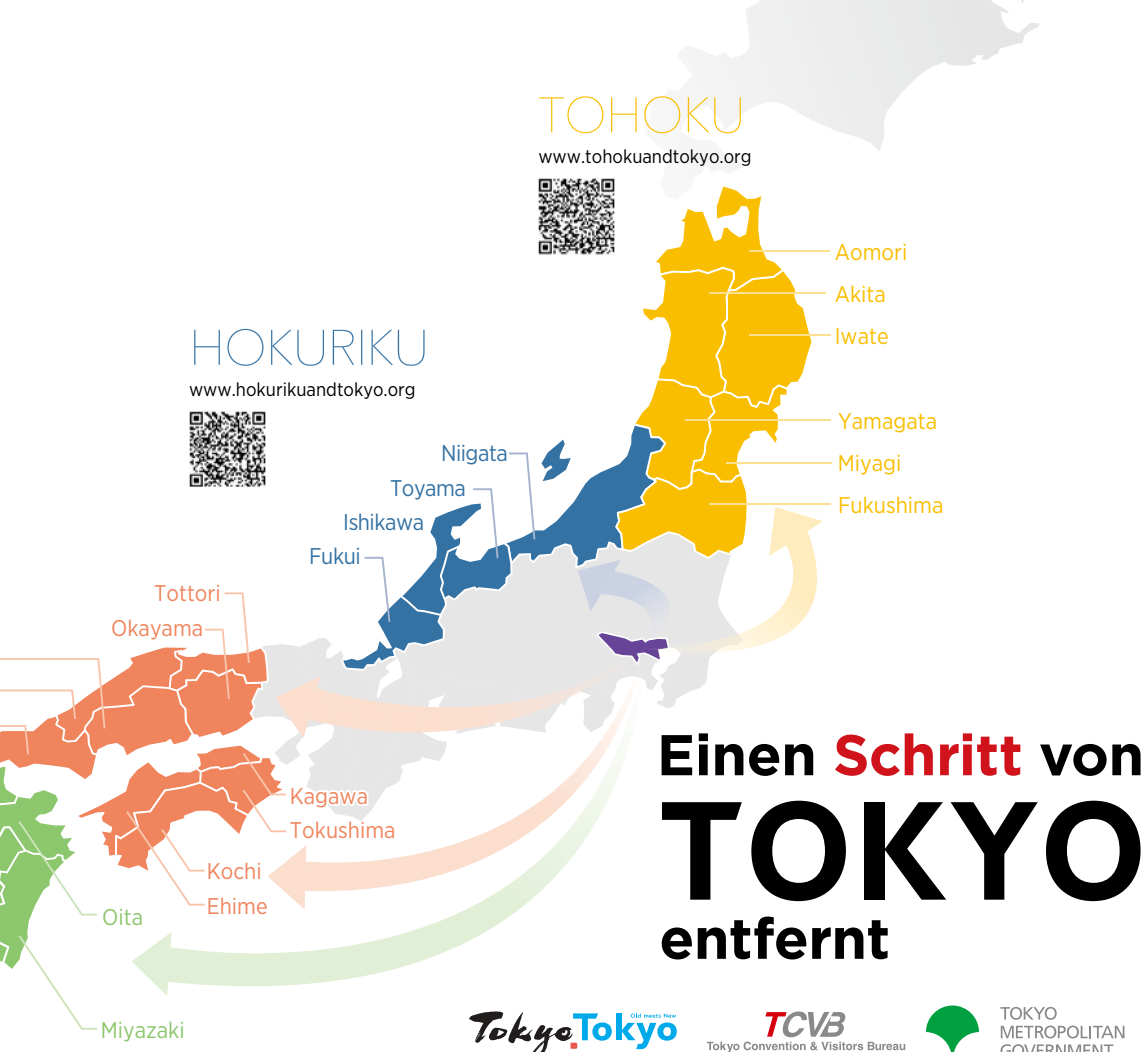 TOHOKU
www.tohokuandtokyo.org
Aomori
Akita
Iwate
HOKURIKU
www.hokurikuandtokyo.org
Yamagata
Miyagi
Fukushima
Niigata
Toyama
Ishikawa
Fukui
Tottori
Okayama
Kagawa
Tokushima
Kochi
Ehime
Oita
Miyazaki
Einen Schritt von
TOKYO
entfernt
Tokyo Tokyo
Old meets New
TCVB
Tokyo Convention & Visitors Bureau
TOKYO
METROPOLITAN
GOVERNMENT